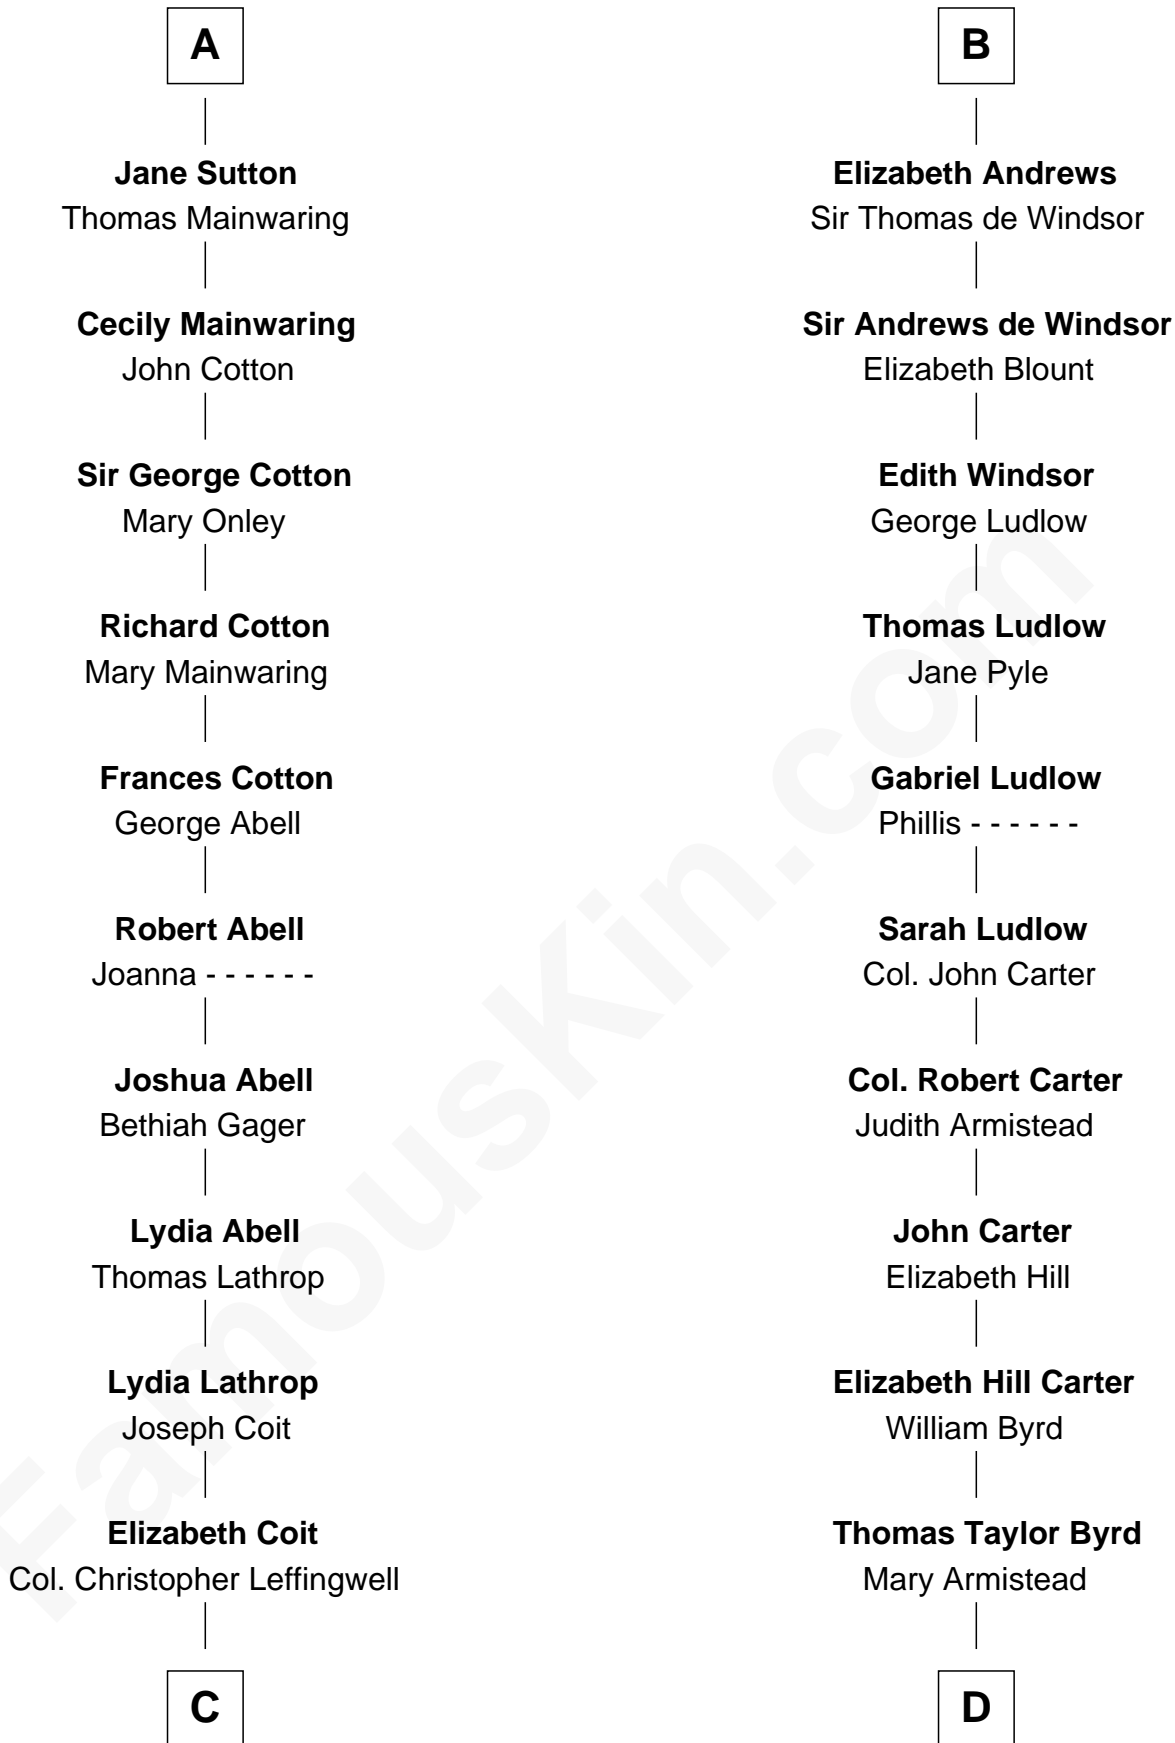 A
Jane Sutton
Thomas Mainwaring
Cecily Mainwaring
John Cotton
Sir George Cotton
Mary Onley
Richard Cotton
Mary Mainwaring
Frances Cotton
George Abell
Robert Abell
Joanna - - - - - -
Joshua Abell
Bethiah Gager
Lydia Abell
Thomas Lathrop
Lydia Lathrop
Joseph Coit
Elizabeth Coit
Col. Christopher Leffingwell
C
B
Elizabeth Andrews
Sir Thomas de Windsor
Sir Andrews de Windsor
Elizabeth Blount
Edith Windsor
George Ludlow
Thomas Ludlow
Jane Pyle
Gabriel Ludlow
Phillis - - - - - -
Sarah Ludlow
Col. John Carter
Col. Robert Carter
Judith Armistead
John Carter
Elizabeth Hill
Elizabeth Hill Carter
William Byrd
Thomas Taylor Byrd
Mary Armistead
D
FamousKin.com